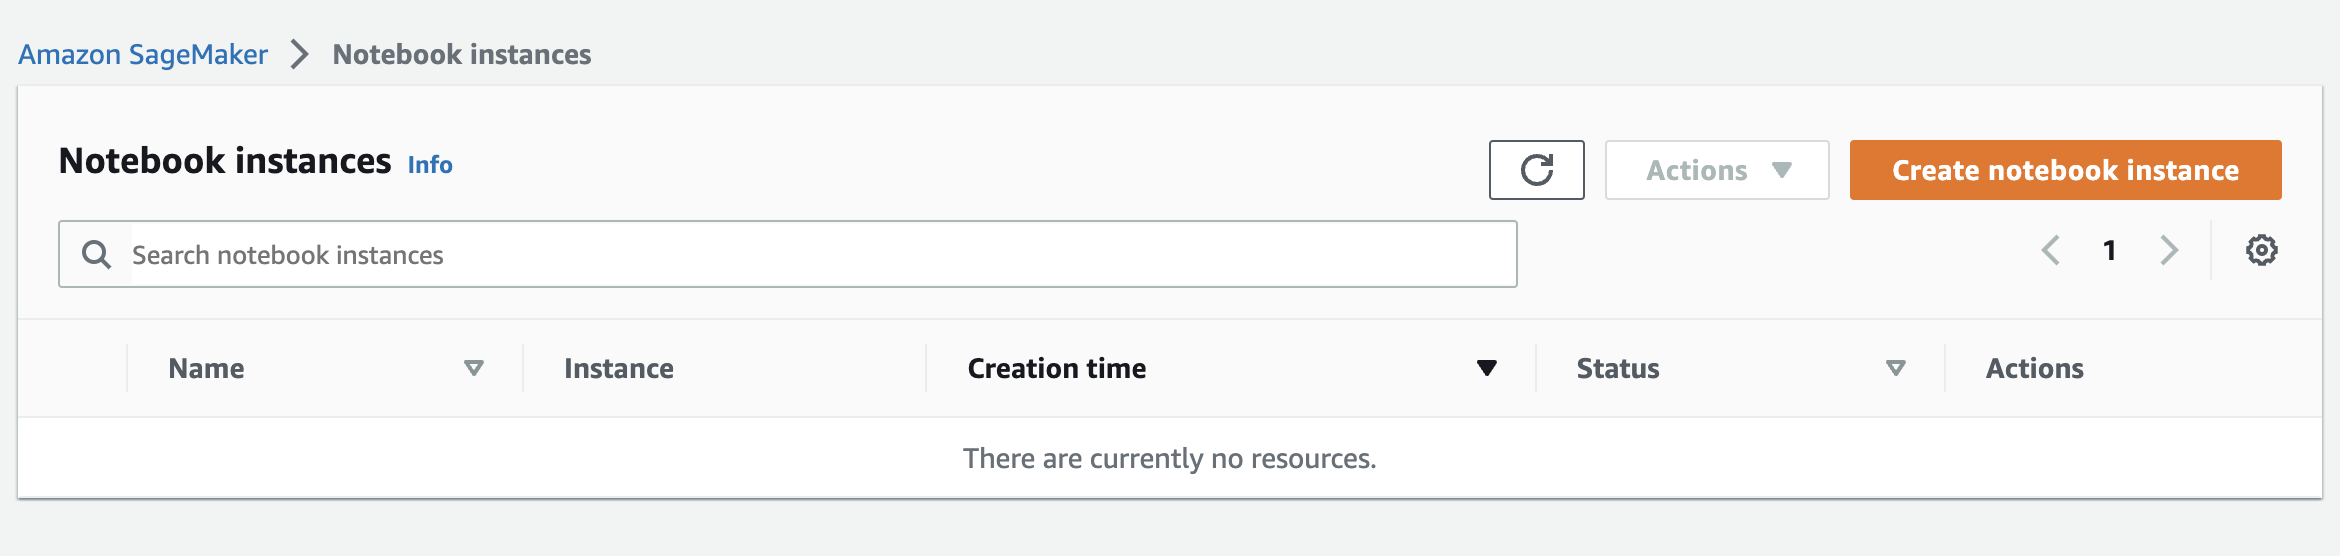 Amazon SageMaker > Notebook instances
Notebook instances Info
Actions
Create notebook instance
Search notebook instances
1
Name Instance Creation time Status Actions
There are currently no resources.